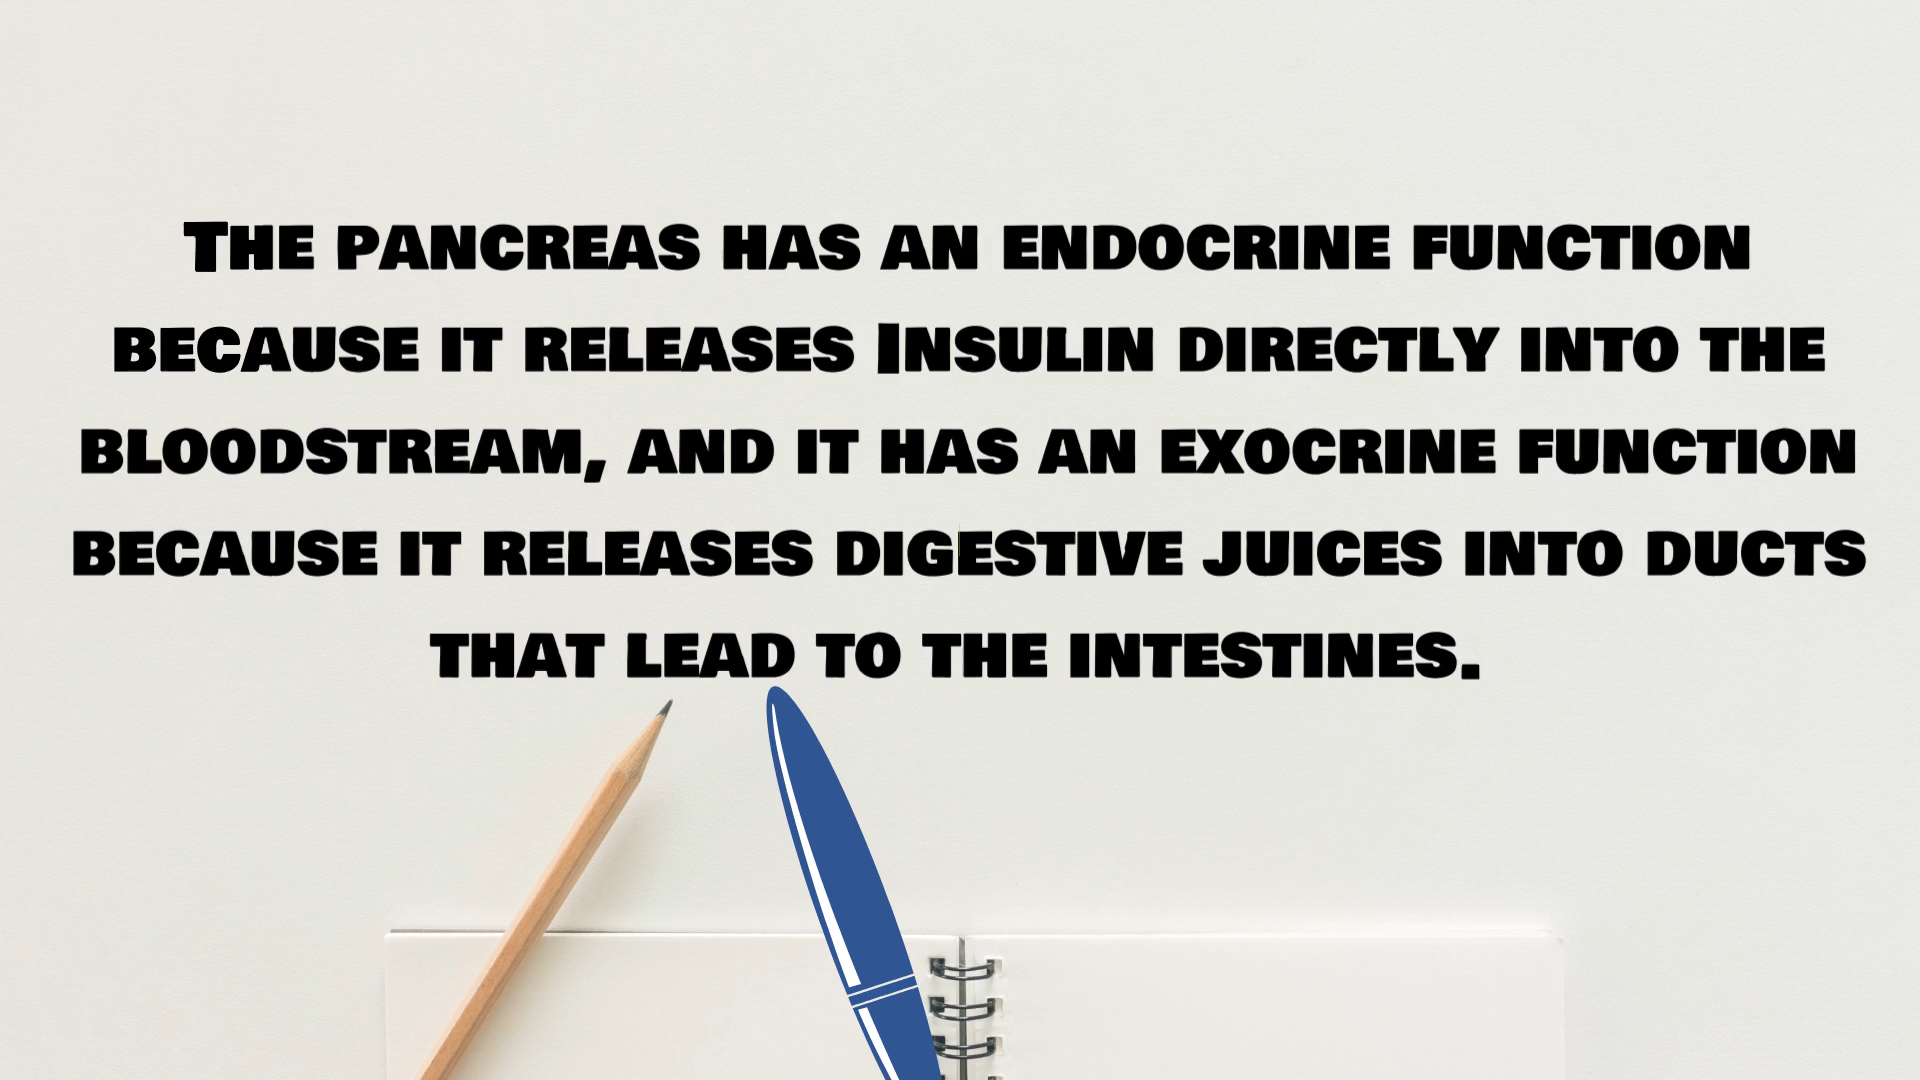 The pancreas has an endocrine function
because it releases Insulin directly into the
bloodstream, and it has an exocrine function
because it releases digestive juices into ducts
that lead to the intestines.